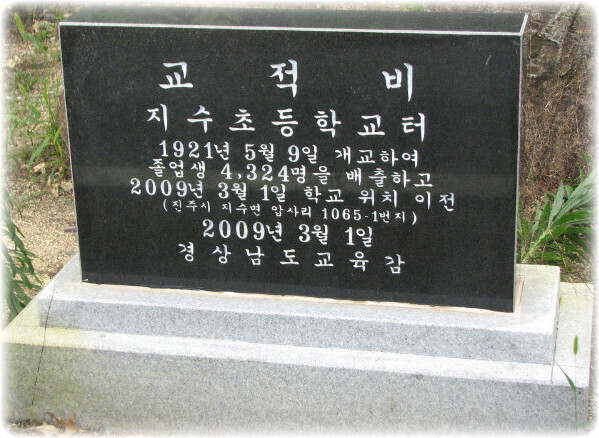 교 적 비
지수초등학교터
1921년 5월 9일 개교하여
졸업생 4,324명을 배출하고
2009년 3월 1일 학교 위치 이전
(진주시 지수면 압사리 1065-1번지)
2009년 3월 1일
경상남도교육감